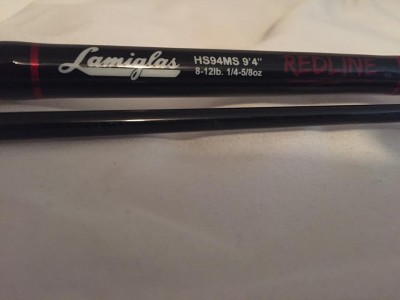 Lamiglas HS94MS 9'4" REDLINE
8-12lb. 1/4-5/8oz